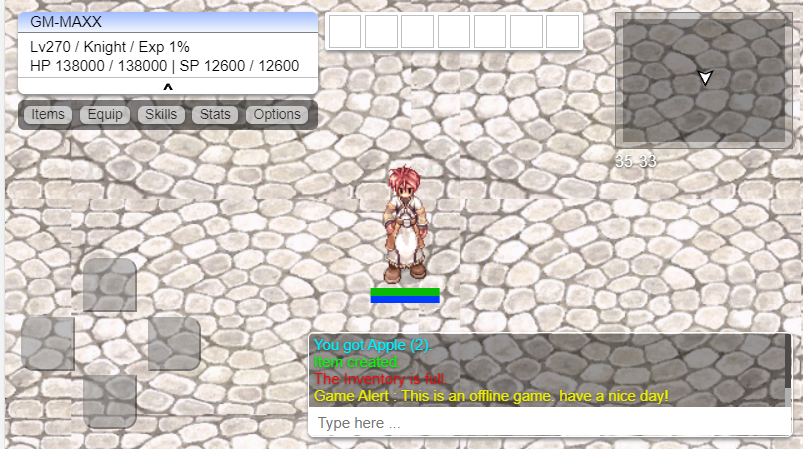 GM-MAXX
Lv270 / Knight / Exp 1%
HP 138000 / 138000 | SP 12600 / 12600
^
Items Equip Skills Stats Options
35-33
You got Apple (2)
Item created.
The Inventory is full
Game Alert : This is an offline game. have a nice day!
Type here ...